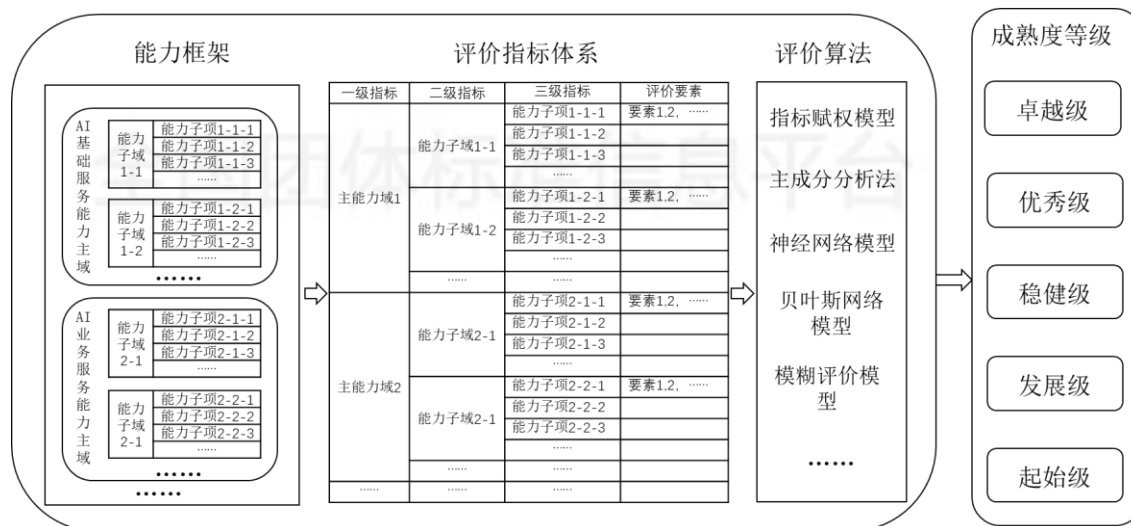 能力框架
AI基础服务能力主域
能力
子域
1-1
能力子项1-1-1
能力子项1-1-2
能力子项1-1-3
……
能力
子域
1-2
能力子项1-2-1
能力子项1-2-2
能力子项1-2-3
……
……
AI业务服务能力主域
能力
子域
2-1
能力子项2-1-1
能力子项2-1-2
能力子项2-1-3
……
能力
子域
2-1
能力子项2-2-1
能力子项2-2-2
能力子项2-2-3
……
……
……
评价指标体系
一级指标 二级指标 三级指标 评价要素
主能力域1
能力子域1-1
能力子项1-1-1 要素1,2, ……
能力子项1-1-2
能力子项1-1-3
……
能力子域1-2
能力子项1-2-1 要素1,2, ……
能力子项1-2-2
能力子项1-2-3
……
…… ……
主能力域2
能力子域2-1
能力子项2-1-1 要素1,2, ……
能力子项2-1-2
能力子项2-1-3
……
能力子域2-1
能力子项2-2-1 要素1,2, ……
能力子项2-2-2
能力子项2-2-3
……
…… ……
…… …… ……
评价算法
指标赋权模型
主成分分析法
神经网络模型
贝叶斯网络
模型
模糊评价模
型
……
成熟度等级
卓越级
优秀级
稳健级
发展级
起始级
全国团体标准信息平台